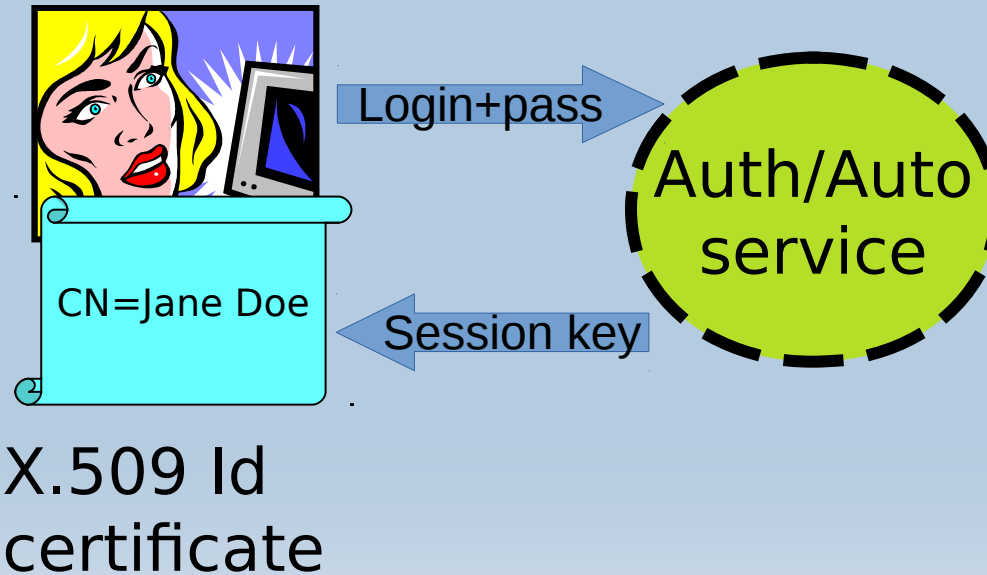 Login+pass
Auth/Auto
service
CN=Jane Doe
Session key
X.509 Id
certificate